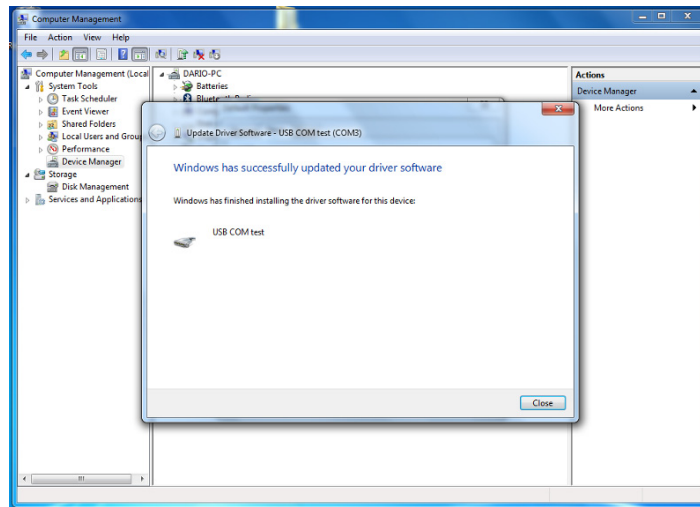 Computer Management
File Action View Help
Computer Management (Local
System Tools
Task Scheduler
Event Viewer
Shared Folders
Local Users and Grou
Performance
Device Manager
Storage
Disk Management
Services and Applications
DARIO-PC
Batteries
Actions
Device Manager
More Actions
Update Driver Software - USB COM test (COM3)
Windows has successfully updated your driver software
Windows has finished installing the driver software for this device:
USB COM test
Close